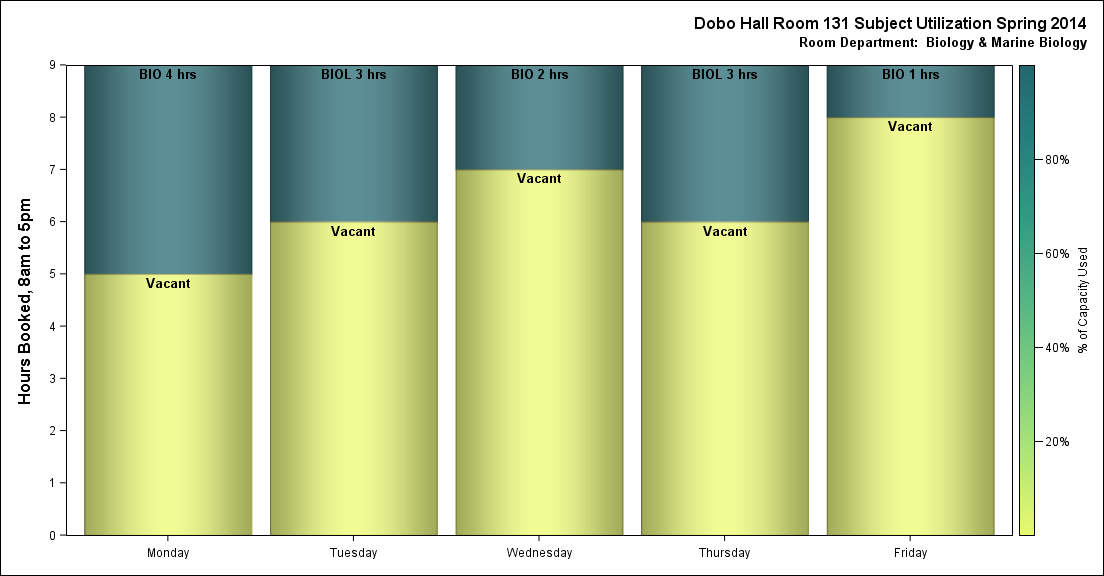 Dobo Hall Room 131 Subject Utilization Spring 2014
Room Department:  Biology & Marine Biology
Hours Booked, 8am to 5pm
9
8
7
6
5
4
3
2
1
0
BIO 4 hrs
Vacant
BIOL 3 hrs
Vacant
BIO 2 hrs
Vacant
BIOL 3 hrs
Vacant
BIO 1 hrs
Vacant
Monday
Tuesday
Wednesday
Thursday
Friday
80%
60%
40%
20%
% of Capacity Used